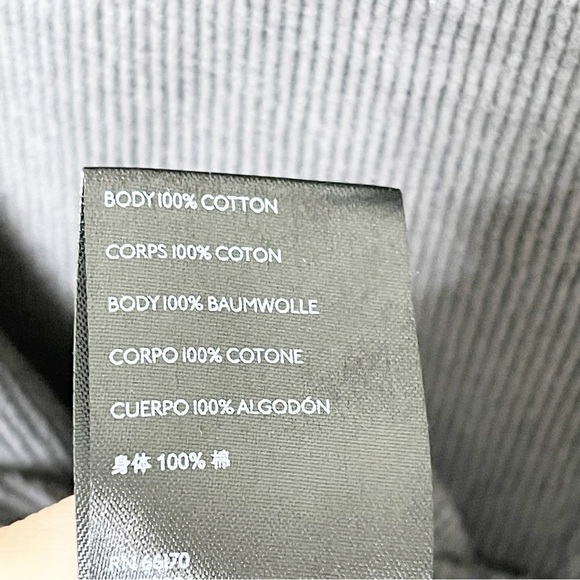 BODY 100% COTTON
CORPS 100% COTON
BODY 100% BAUMWOLLE
CORPO 100% COTONE
CUERPO 100% ALGODÓN
身体 100% 棉
RN 66170